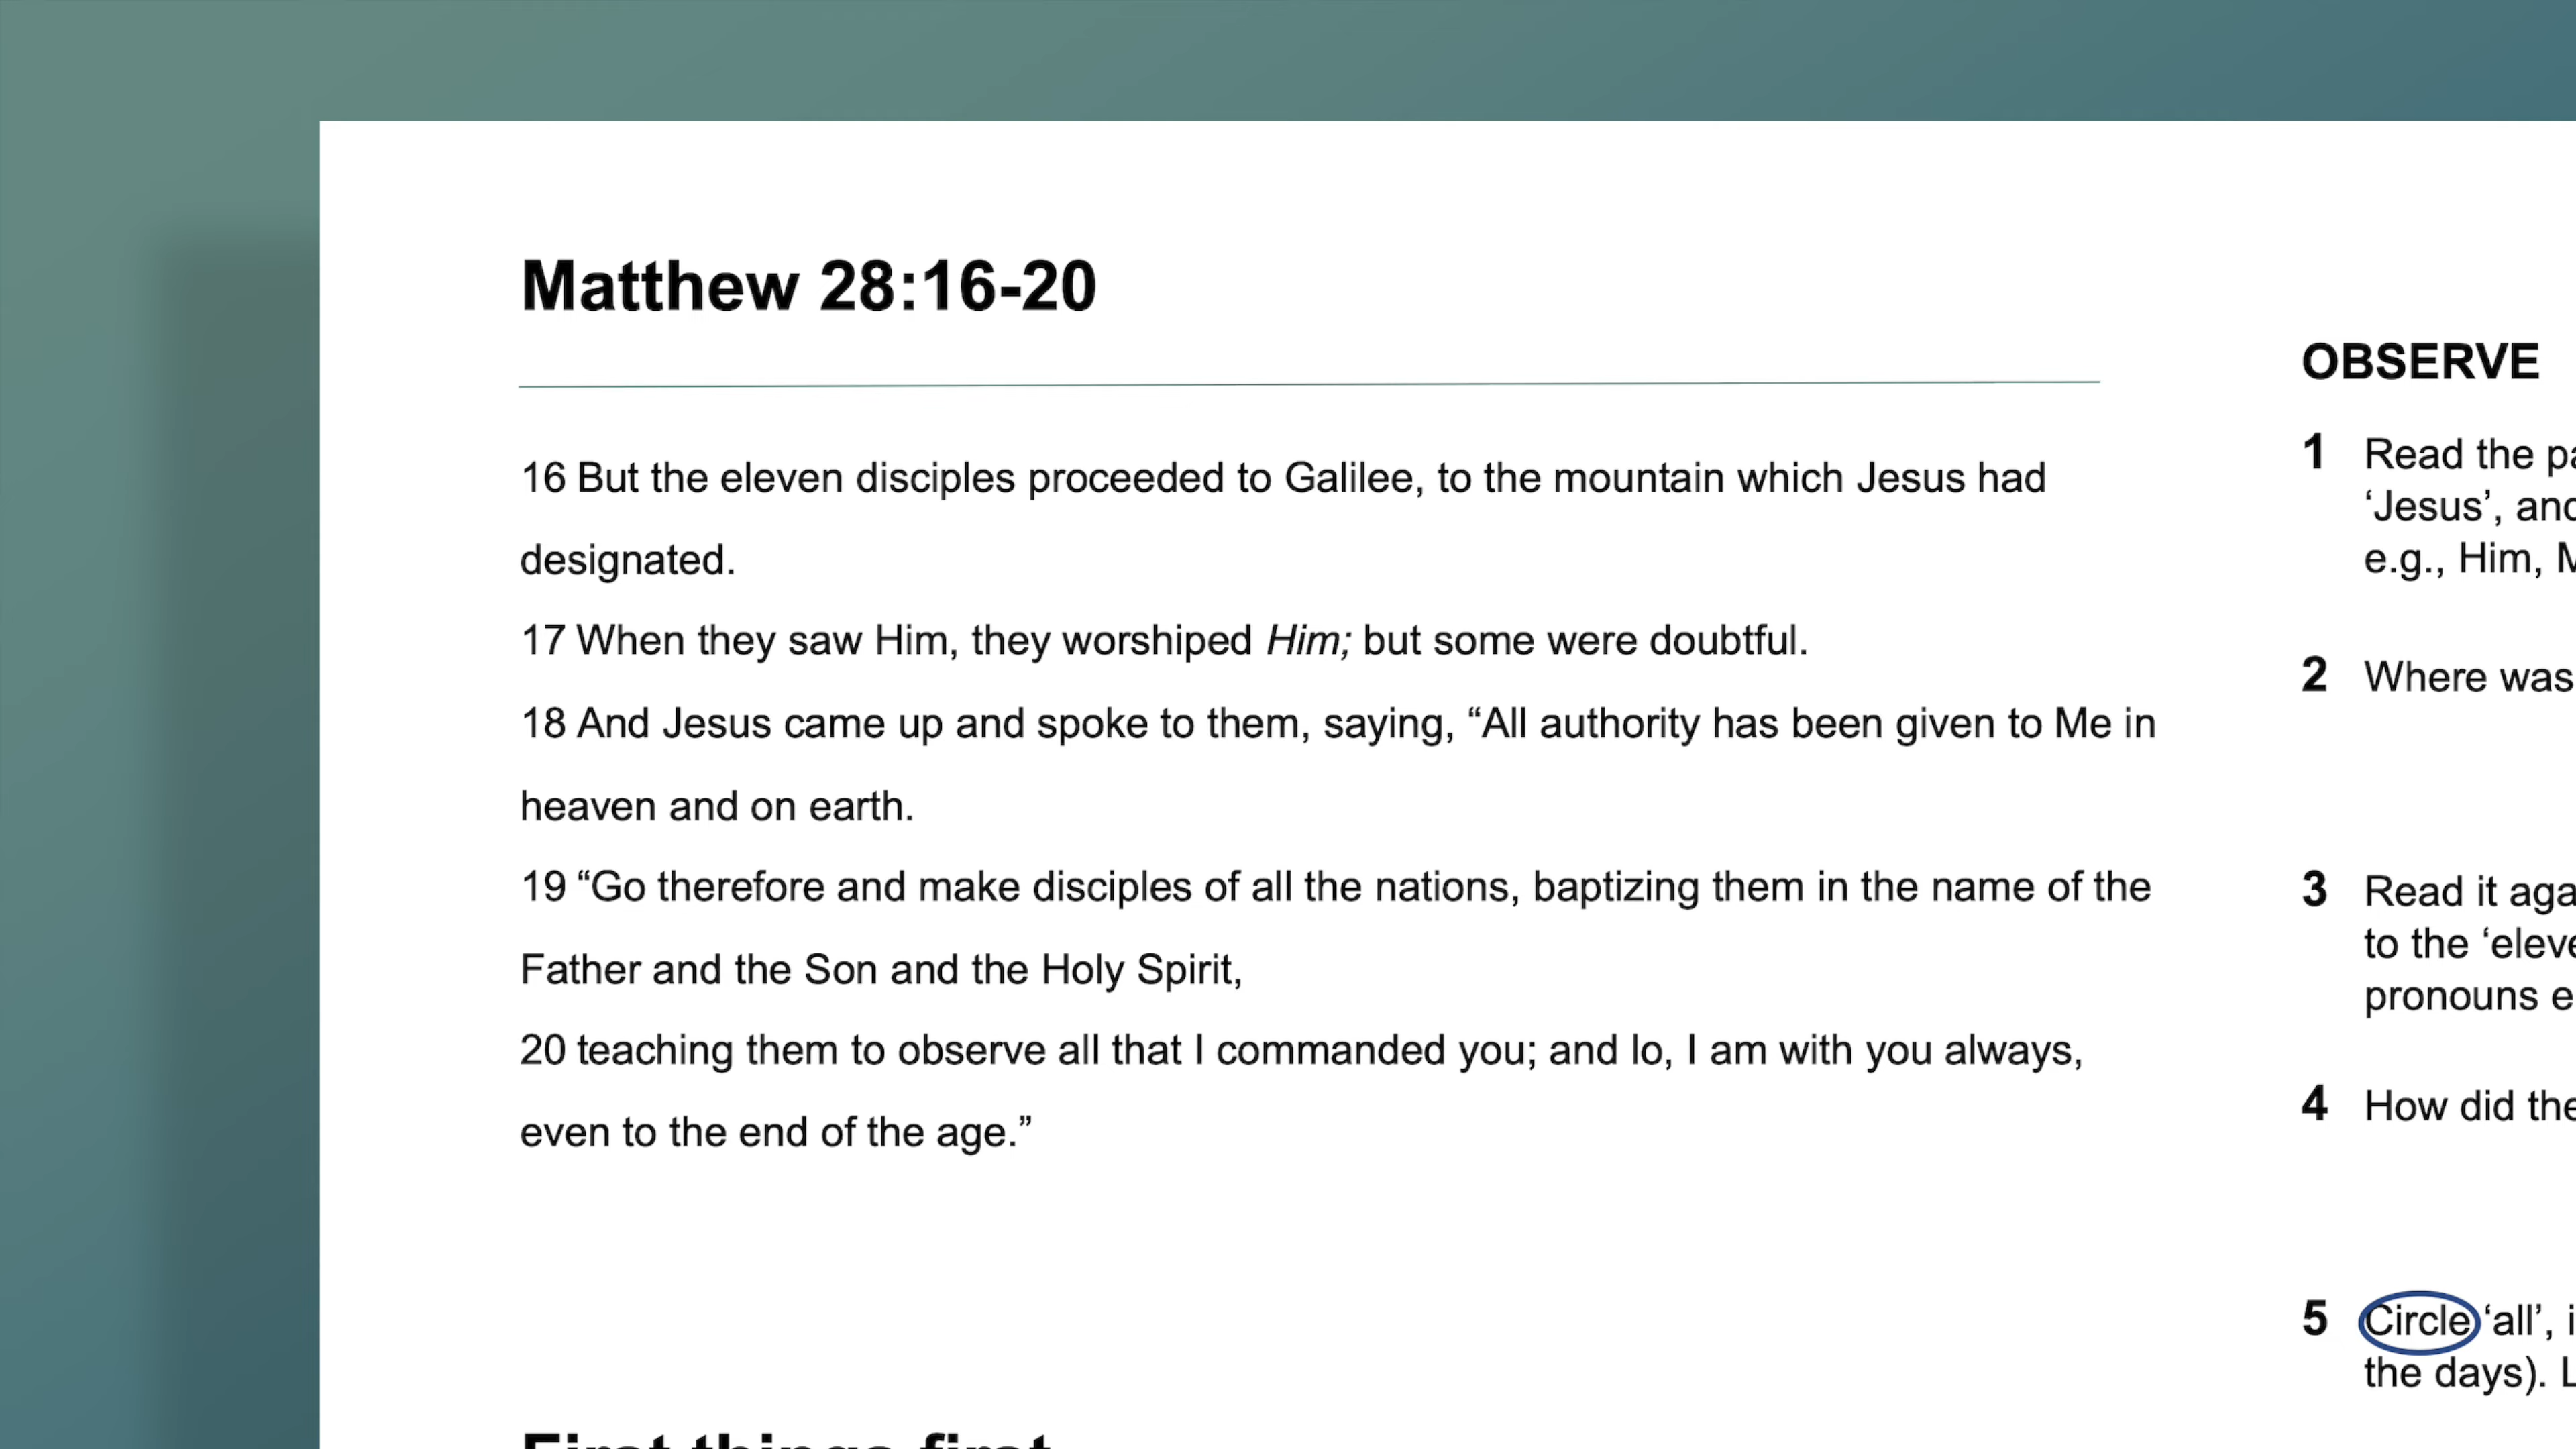 Matthew 28:16-20
16 But the eleven disciples proceeded to Galilee, to the mountain which Jesus had
designated.
17 When they saw Him, they worshiped Him; but some were doubtful.
18 And Jesus came up and spoke to them, saying, “All authority has been given to Me in
heaven and on earth.
19 “Go therefore and make disciples of all the nations, baptizing them in the name of the
Father and the Son and the Holy Spirit,
20 teaching them to observe all that I commanded you; and lo, I am with you always,
even to the end of the age.”
First things first
OBSERVE
1 Read the
‘Jesus’,
e.g., Him,
2 Where was
3 Read it
to the
pronouns
4 How did
5 Circle ‘all’,
the days).